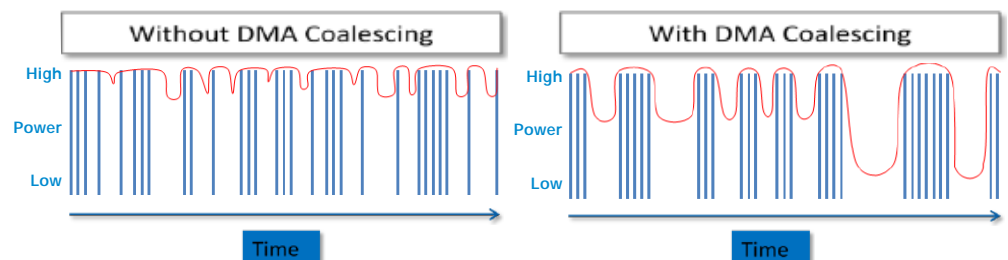 Without DMA Coalescing
High
Power
Low
Time
With DMA Coalescing
High
Power
Low
Time